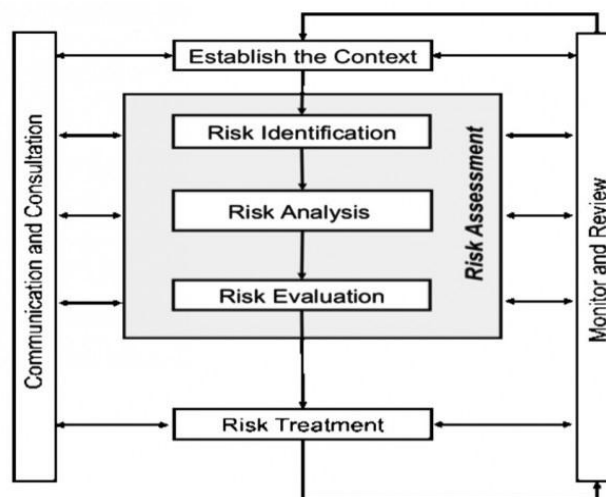 Establish the Context
Risk Identification
Risk Analysis
Risk Evaluation
Risk Assessment
Risk Treatment
Communication and Consultation
Monitor and Review